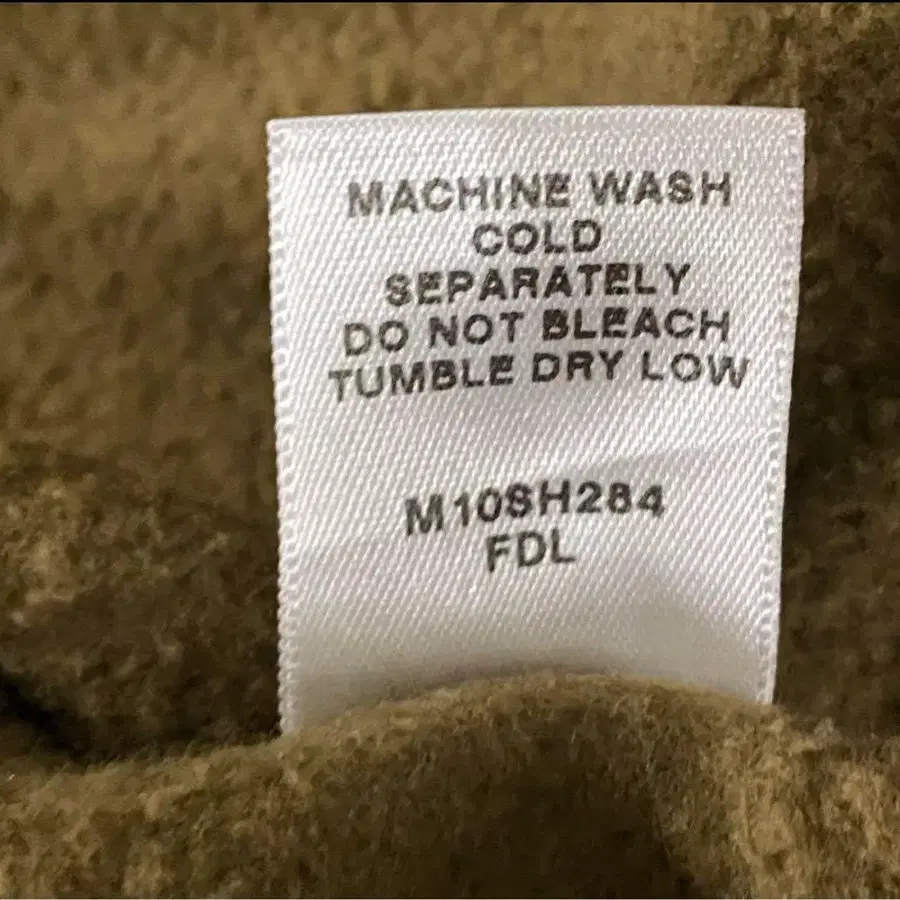 MACHINE WASH
COLD
SEPARATELY
DO NOT BLEACH
TUMBLE DRY LOW
M10SH284
FDL